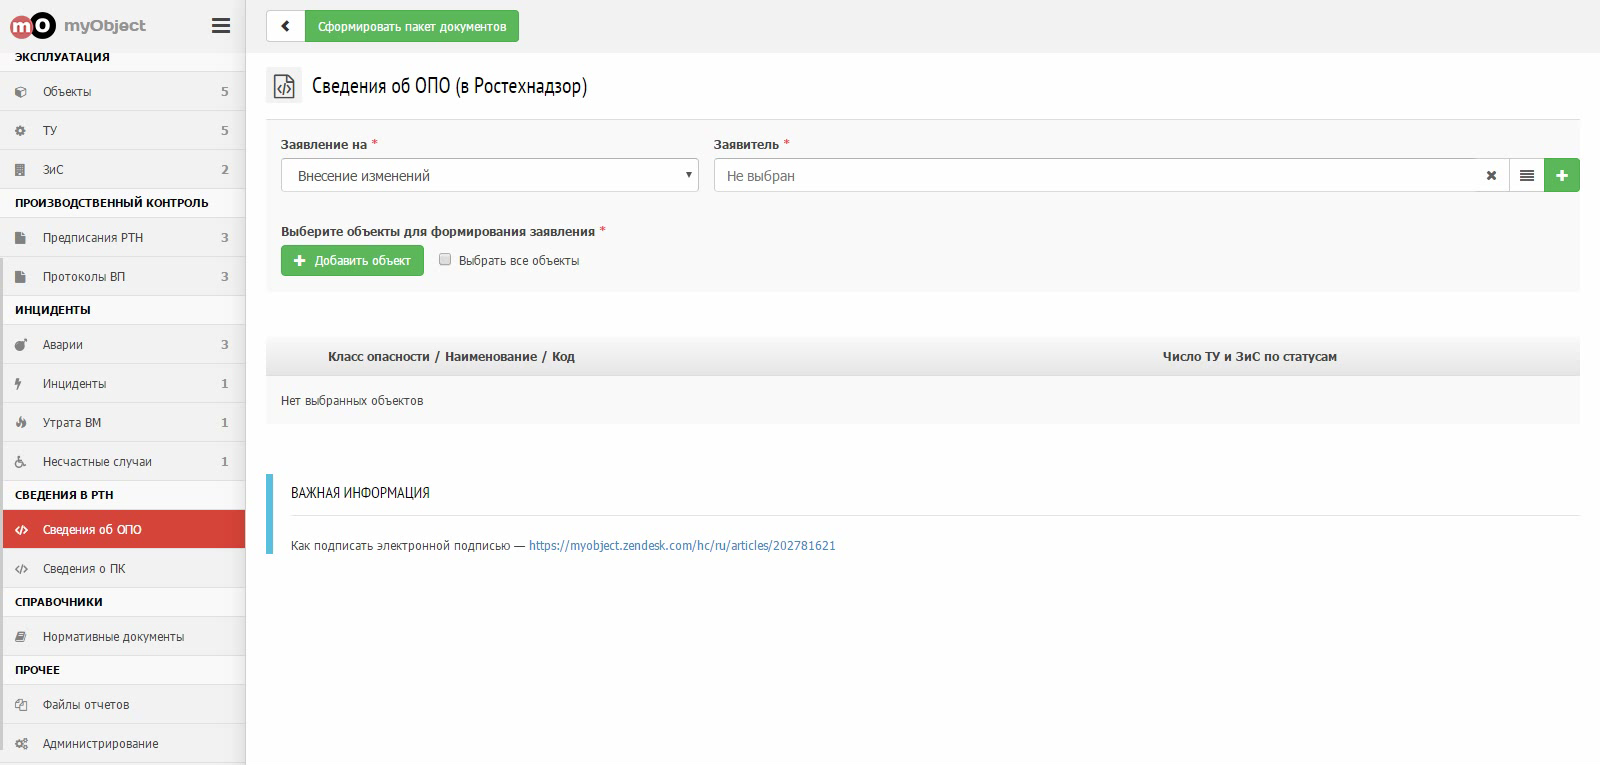 mO myObject
ЭКСПЛУАТАЦИЯ
Объекты 5
ТУ 5
ЗиС 2
ПРОИЗВОДСТВЕННЫЙ КОНТРОЛЬ
Предписания РТН 3
Протоколы ВП 3
ИНЦИДЕНТЫ
Аварии 3
Инциденты 1
Утрата ВМ 1
Несчастные случаи 1
СВЕДЕНИЯ В РТН
Сведения об ОПО
Сведения о ПК
СПРАВОЧНИКИ
Нормативные документы
ПРОЧЕЕ
Файлы отчетов
Администрирование
Сформировать пакет документов
Сведения об ОПО (в Ростехнадзор)
Заявление на * Заявитель *
Внесение изменений Не выбран
Выберите объекты для формирования заявления *
Добавить объект Выбрать все объекты
Класс опасности / Наименование / Код Число ТУ и ЗиС по статусам
Нет выбранных объектов
ВАЖНАЯ ИНФОРМАЦИЯ
Как подписать электронной подписью — https://myobject.zendesk.com/hc/ru/articles/202781621